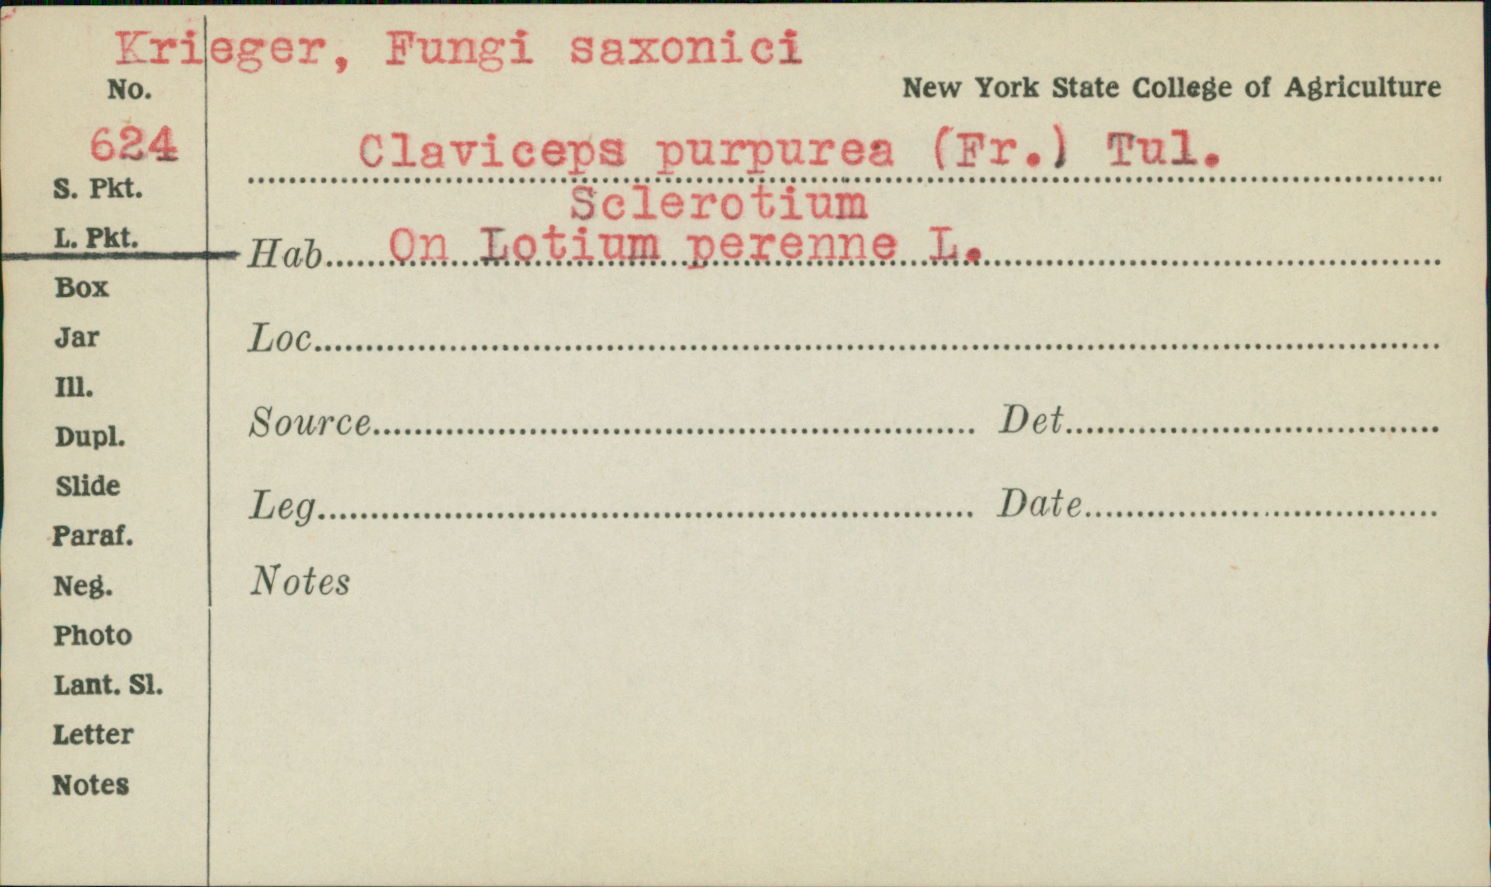 Krieger, Fungi saxonici
No.
New York State College of Agriculture
624
Claviceps purpurea (Fr.) Tul.
S. Pkt.
Sclerotium
L. Pkt.
Hab. On Lotium perenne L.
Box
Jar
Loc.
Ill.
Dupl.
Source
Det.
Slide
Leg.
Date
Paraf.
Neg.
Notes
Photo
Lant. Sl.
Letter
Notes